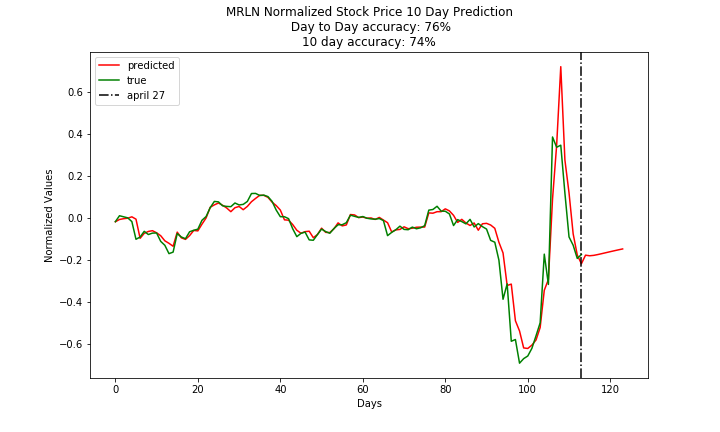 MRLN Normalized Stock Price 10 Day Prediction
Day to Day accuracy: 76%
10 day accuracy: 74%
predicted
true
april 27
Normalized Values
0.6
0.4
0.2
0.0
−0.2
−0.4
−0.6
0 20 40 60 80 100 120
Days